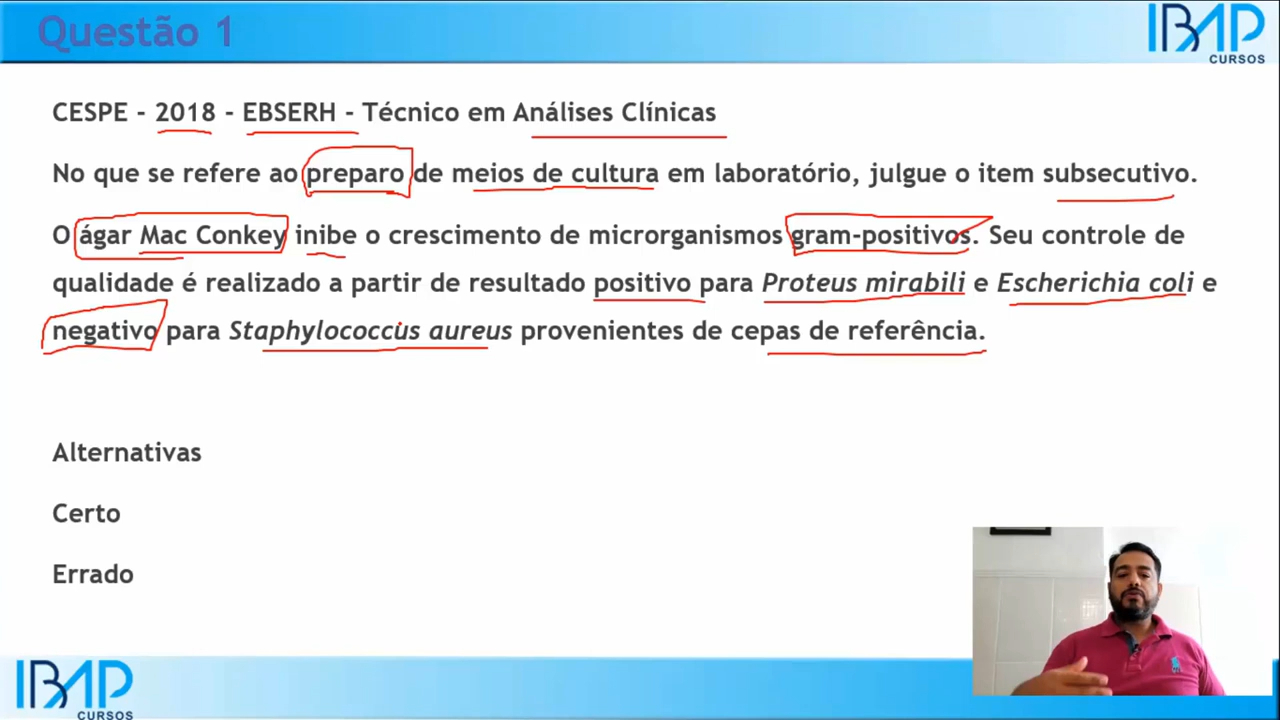 Questão 1
IBAP
CURSOS
CESPE - 2018 - EBSERH - Técnico em Análises Clínicas
No que se refere ao preparo de meios de cultura em laboratório, julgue o item subsecutivo.
O ágar Mac Conkey inibe o crescimento de microrganismos gram-positivos. Seu controle de
qualidade é realizado a partir de resultado positivo para Proteus mirabili e Escherichia coli e
negativo para Staphylococcus aureus provenientes de cepas de referência.
Alternativas
Certo
Errado
IBAP
CURSOS